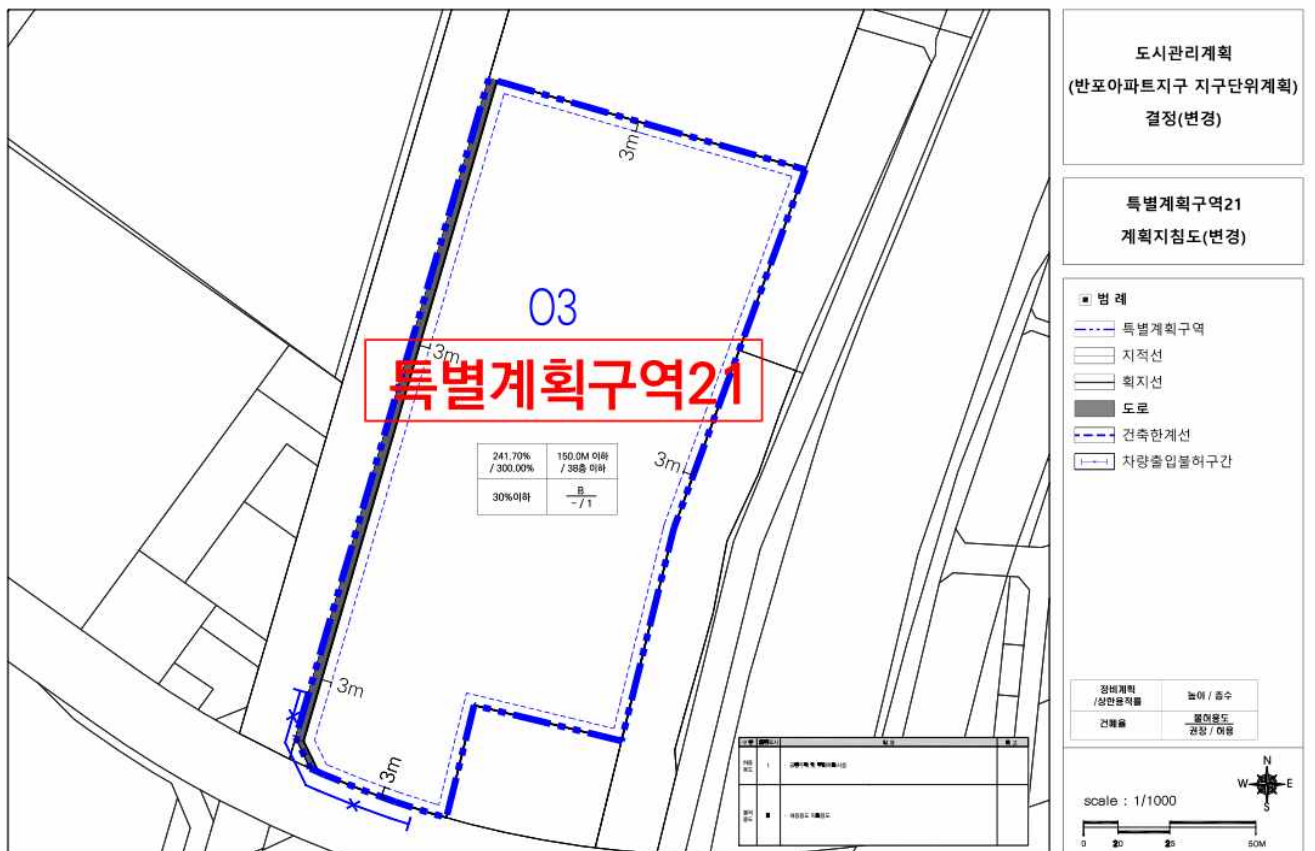 도시관리계획
(반포아파트지구 지구단위계획)
결정(변경)
특별계획구역21
계획지침도(변경)
범 례
특별계획구역
지적선
획지선
도로
건축한계선
차량출입불허구간
3m
03
3m
특별계획구역21
241.70%
/ 300.00%
150.0M 이하
/ 38층 이하
30%이하
B
- / 1
3m
3m
3m
정비계획
/상한용적률
높이 / 층수
건폐율
불허용도
권장 / 허용
N
W E
S
scale : 1/1000
0 20 25 50M